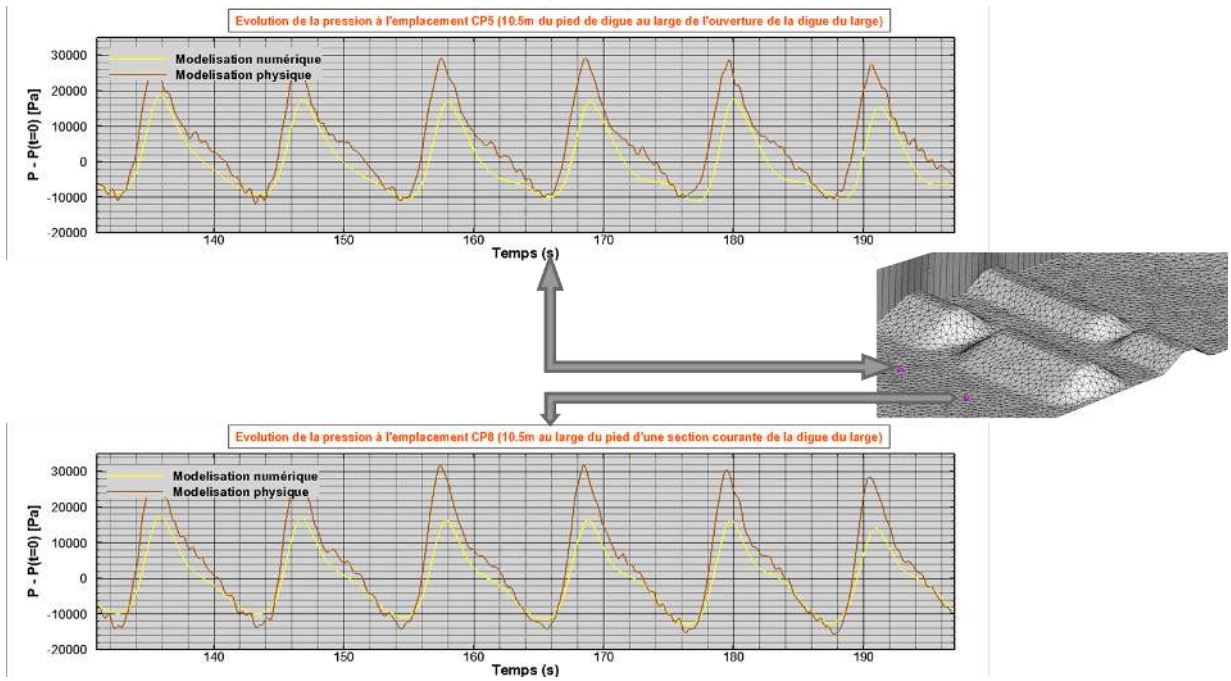 Evolution de la pression à l'emplacement CP5 (10.5m du pied de digue au large de l'ouverture de la digue du large)
30000
20000
10000
0
-10000
-20000
P - P(t=0) [Pa]
Modelisation numérique
Modelisation physique
140
150
160
170
180
190
Temps (s)
Evolution de la pression à l'emplacement CP8 (10.5m au large du pied d'une section courante de la digue du large)
30000
20000
10000
0
-10000
-20000
P - P(t=0) [Pa]
Modelisation numérique
Modelisation physique
140
150
160
170
180
190
Temps (s)